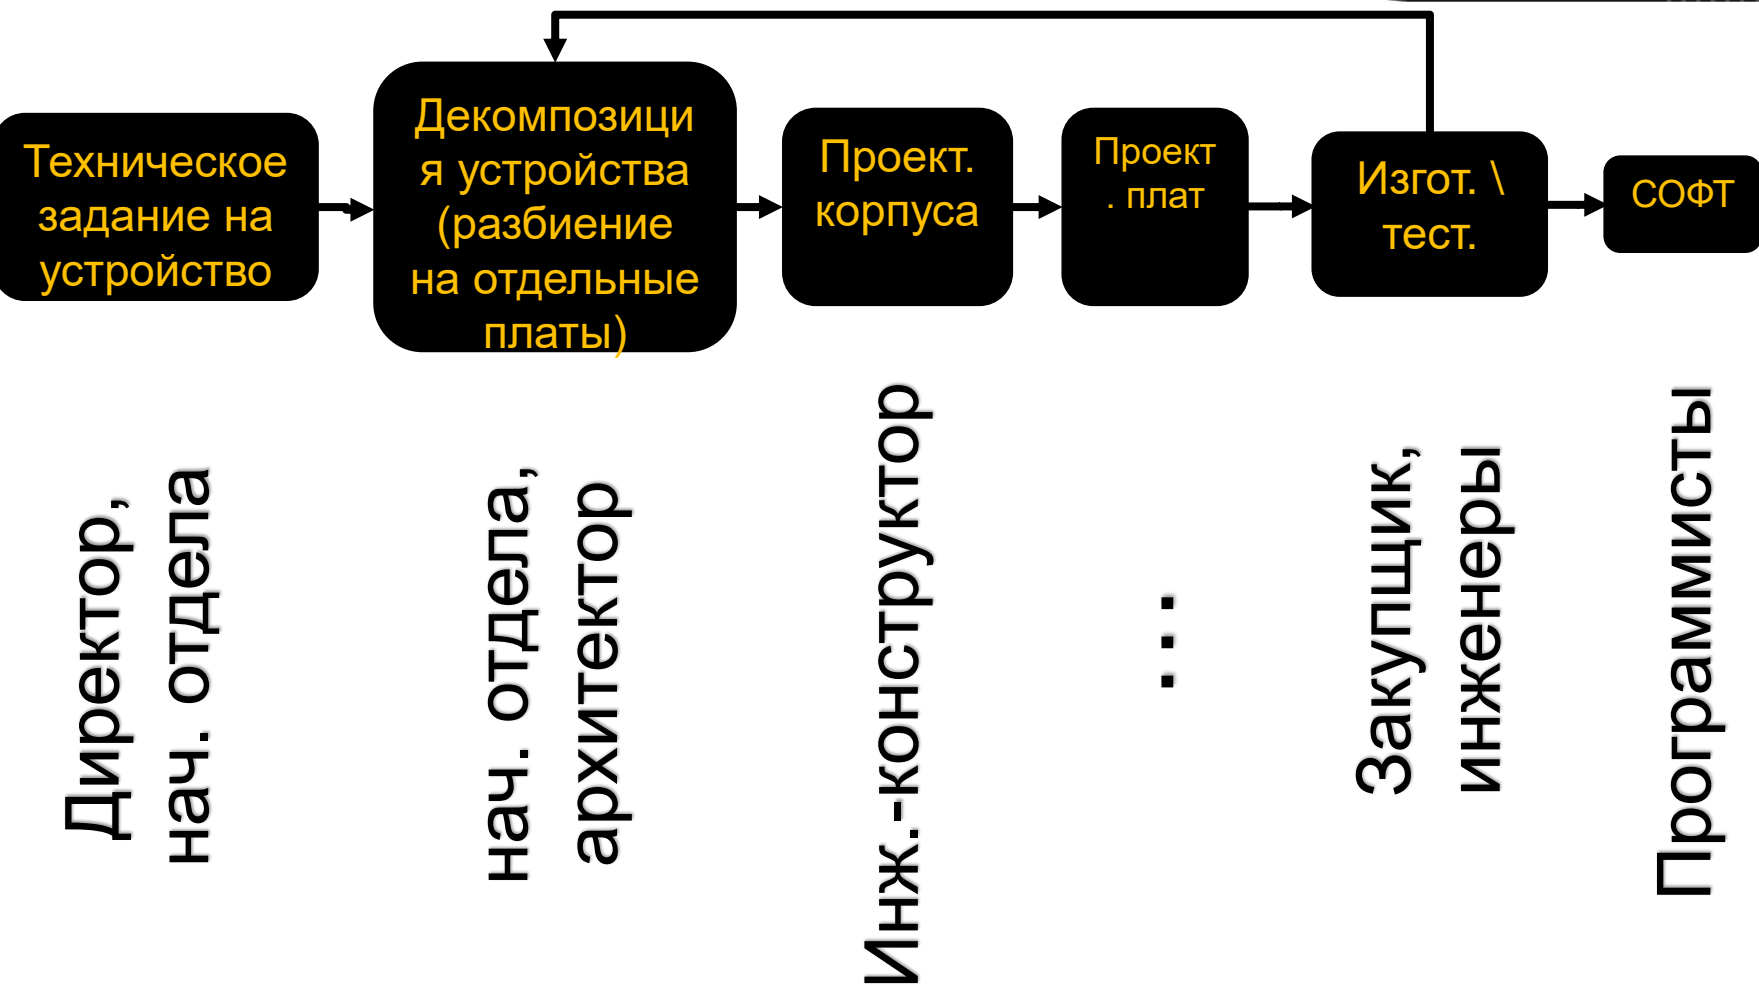 Техническое
задание на
устройство
Декомпозици
я устройства
(разбиение
на отдельные
платы)
Проект.
корпуса
Проект
. плат
Изгот. \
тест.
СОФТ
Директор,
нач. отдела
нач. отдела,
архитектор
Инж.-конструктор
...
Закупщик,
инженеры
Программисты